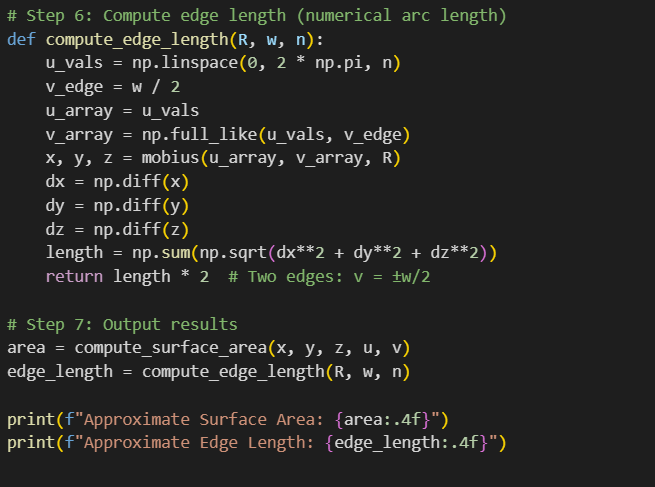 # Step 6: Compute edge length (numerical arc length)
def compute_edge_length(R, w, n):
    u_vals = np.linspace(0, 2 * np.pi, n)
    v_edge = w / 2
    u_array = u_vals
    v_array = np.full_like(u_vals, v_edge)
    x, y, z = mobius(u_array, v_array, R)
    dx = np.diff(x)
    dy = np.diff(y)
    dz = np.diff(z)
    length = np.sum(np.sqrt(dx**2 + dy**2 + dz**2))
    return length * 2  # Two edges: v = ±w/2

# Step 7: Output results
area = compute_surface_area(x, y, z, u, v)
edge_length = compute_edge_length(R, w, n)

print(f"Approximate Surface Area: {area:.4f}")
print(f"Approximate Edge Length: {edge_length:.4f}")